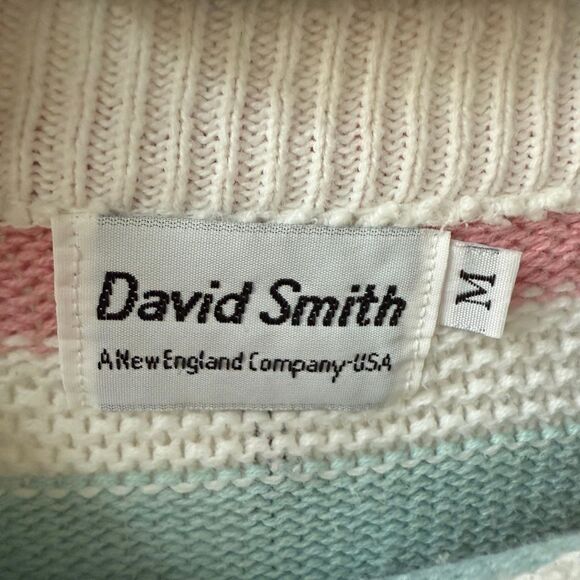 David Smith
A New England Company-USA
M